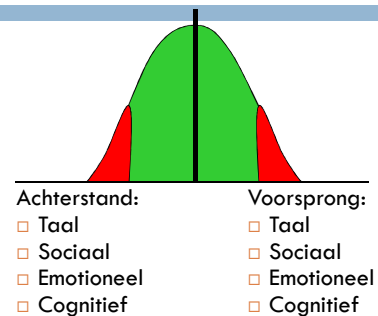 Achterstand:
Taal
Sociaal
Emotioneel
Cognitief
Voorsprong:
Taal
Sociaal
Emotioneel
Cognitief